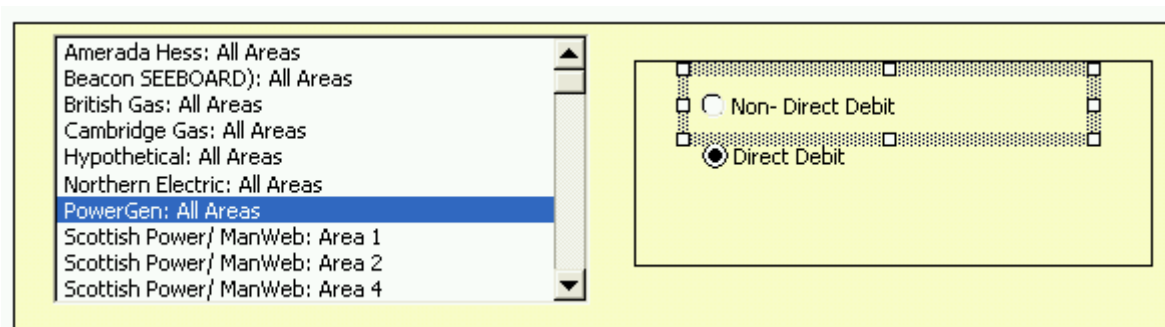 Amerada Hess: All Areas
Beacon SEEBOARD): All Areas
British Gas: All Areas
Cambridge Gas: All Areas
Hypothetical: All Areas
Northern Electric: All Areas
PowerGen: All Areas
Scottish Power/ ManWeb: Area 1
Scottish Power/ ManWeb: Area 2
Scottish Power/ ManWeb: Area 4
Non- Direct Debit
Direct Debit